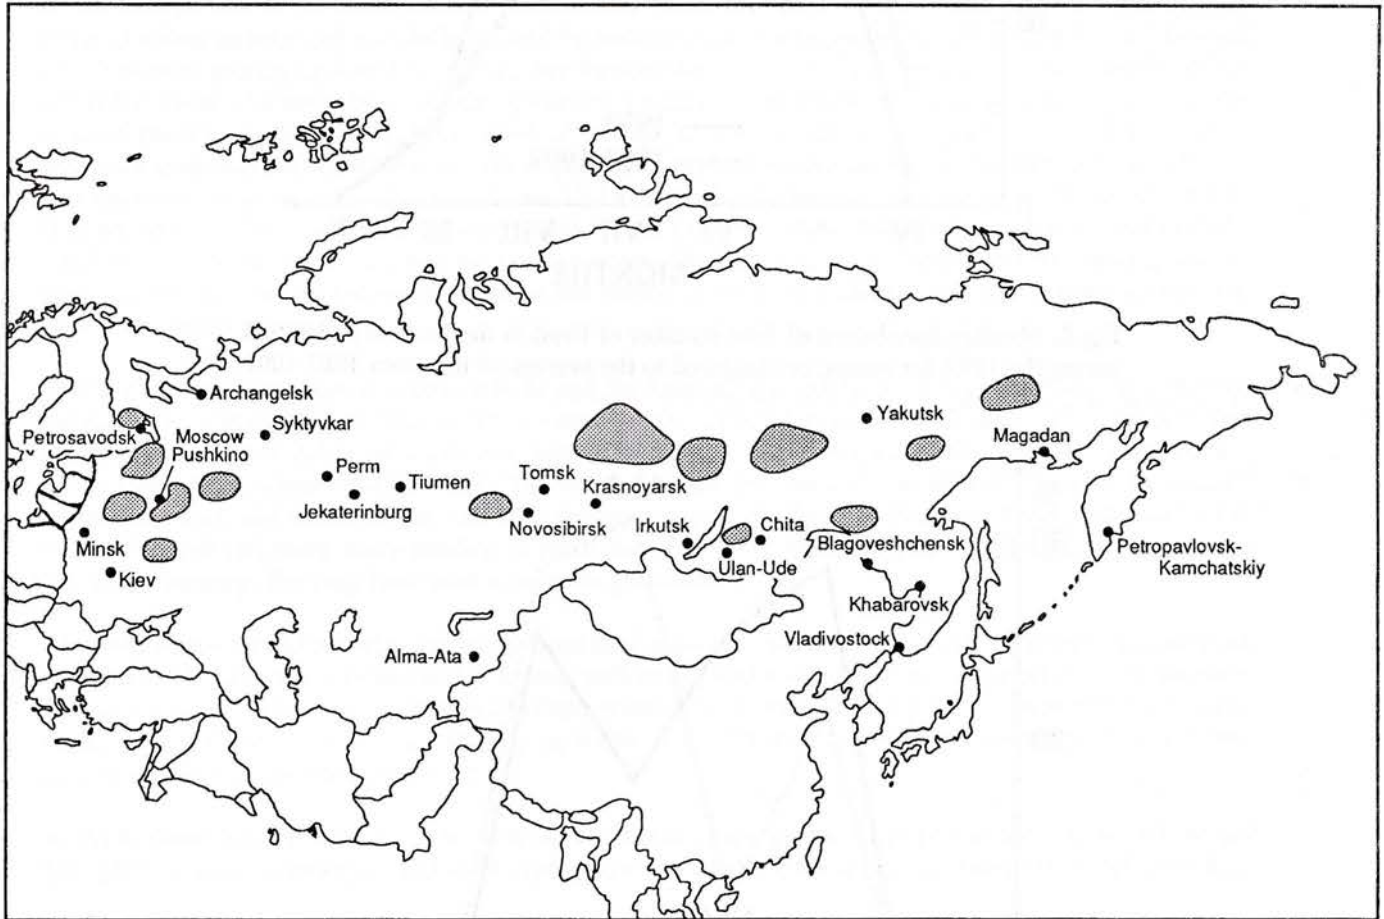 Archangelsk
Syktyvkar
Petrosavodsk
Moscow
Pushkino
Perm
Tiumen
Jekaterinburg
Minsk
Kiev
Tomsk
Krasnoyarsk
Novosibirsk
Irkutsk
Chita
Ulan-Ude
Yakutsk
Magadan
Blagoveshchensk
Khabarovsk
Petropavlovsk-
Kamchatskiy
Vladivostock
Alma-Ata